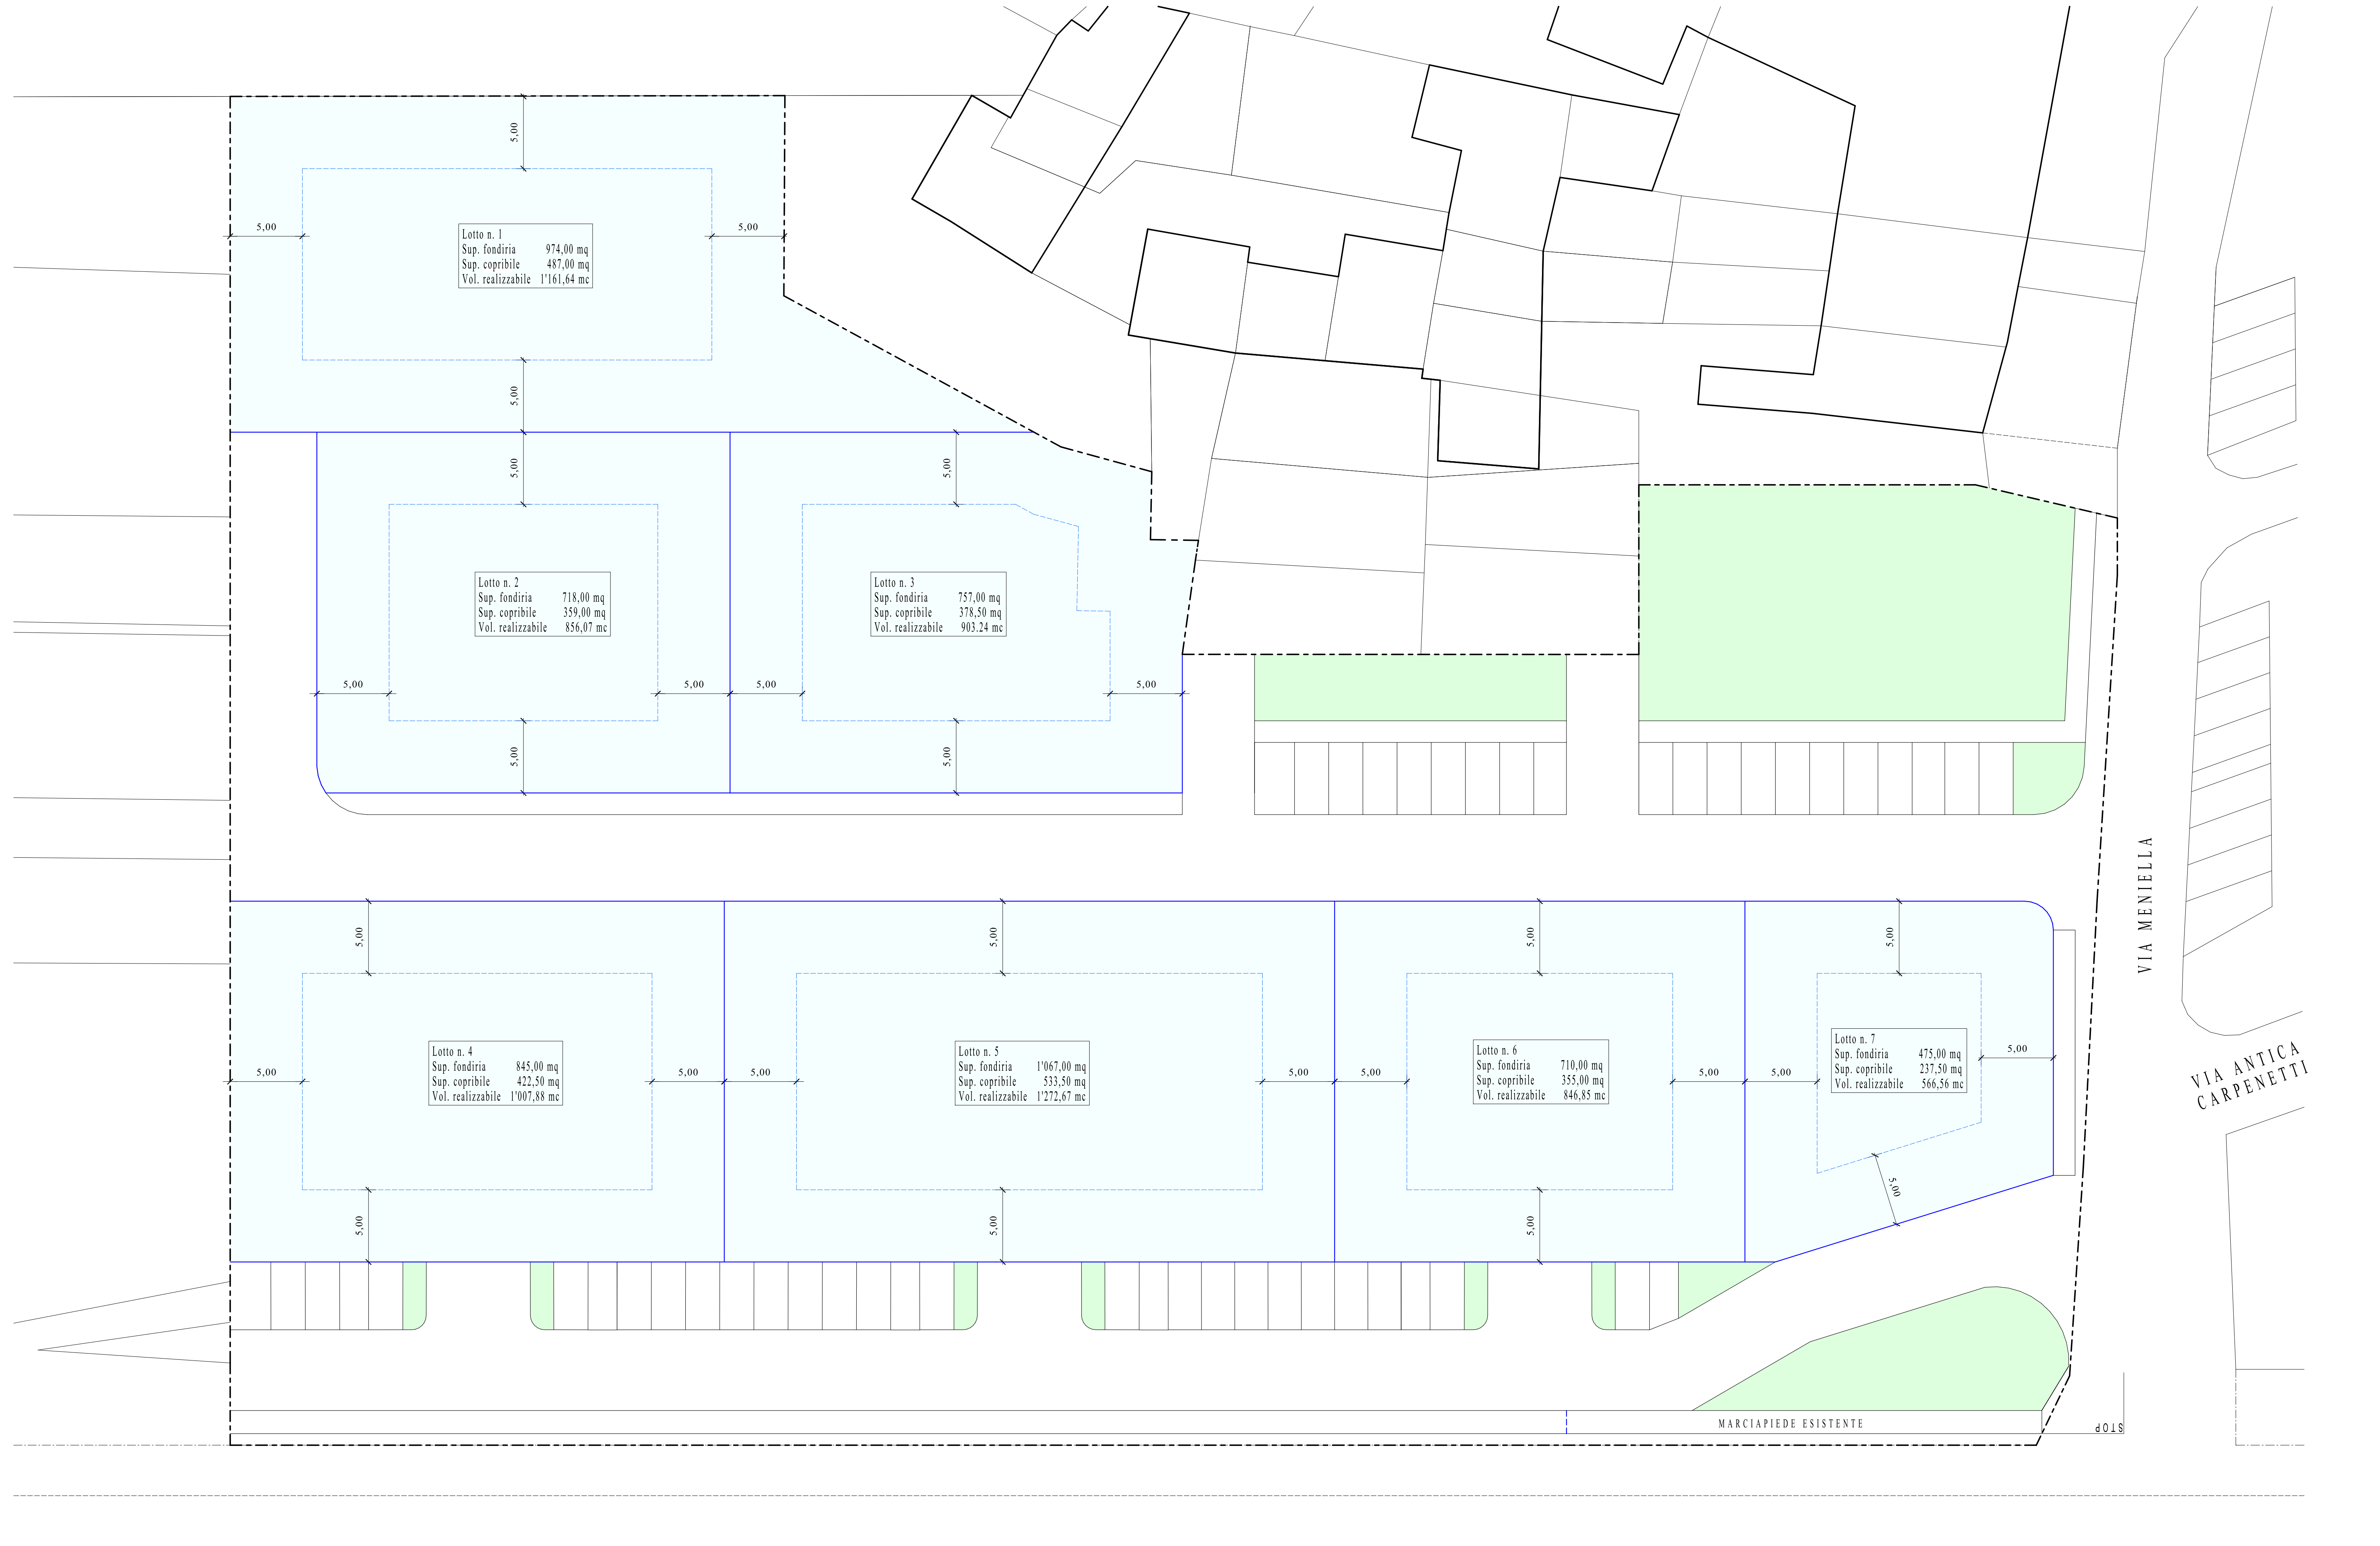 5,00
5,00
5,00
Lotto n. 1
Sup. fondiria 974,00 mq
Sup. copribile 487,00 mq
Vol. realizzabile 1'161,64 mc
5,00
5,00
5,00
Lotto n. 2
Sup. fondiria 718,00 mq
Sup. copribile 359,00 mq
Vol. realizzabile 856,07 mc
Lotto n. 3
Sup. fondiria 757,00 mq
Sup. copribile 378,50 mq
Vol. realizzabile 903.24 mc
5,00
5,00
5,00
5,00
5,00
5,00
VIA MENIELLA
5,00
5,00
5,00
5,00
Lotto n. 4
Sup. fondiria 845,00 mq
Sup. copribile 422,50 mq
Vol. realizzabile 1'007,88 mc
Lotto n. 5
Sup. fondiria 1'067,00 mq
Sup. copribile 533,50 mq
Vol. realizzabile 1'272,67 mc
Lotto n. 6
Sup. fondiria 710,00 mq
Sup. copribile 355,00 mq
Vol. realizzabile 846,85 mc
Lotto n. 7
Sup. fondiria 475,00 mq
Sup. copribile 237,50 mq
Vol. realizzabile 566,56 mc
5,00
5,00
5,00
5,00
5,00
5,00
5,00
5,00
VIA ANTICA
CARPENETTI
5,00
5,00
5,00
5,00
MARCIAPIEDE ESISTENTE
STOP